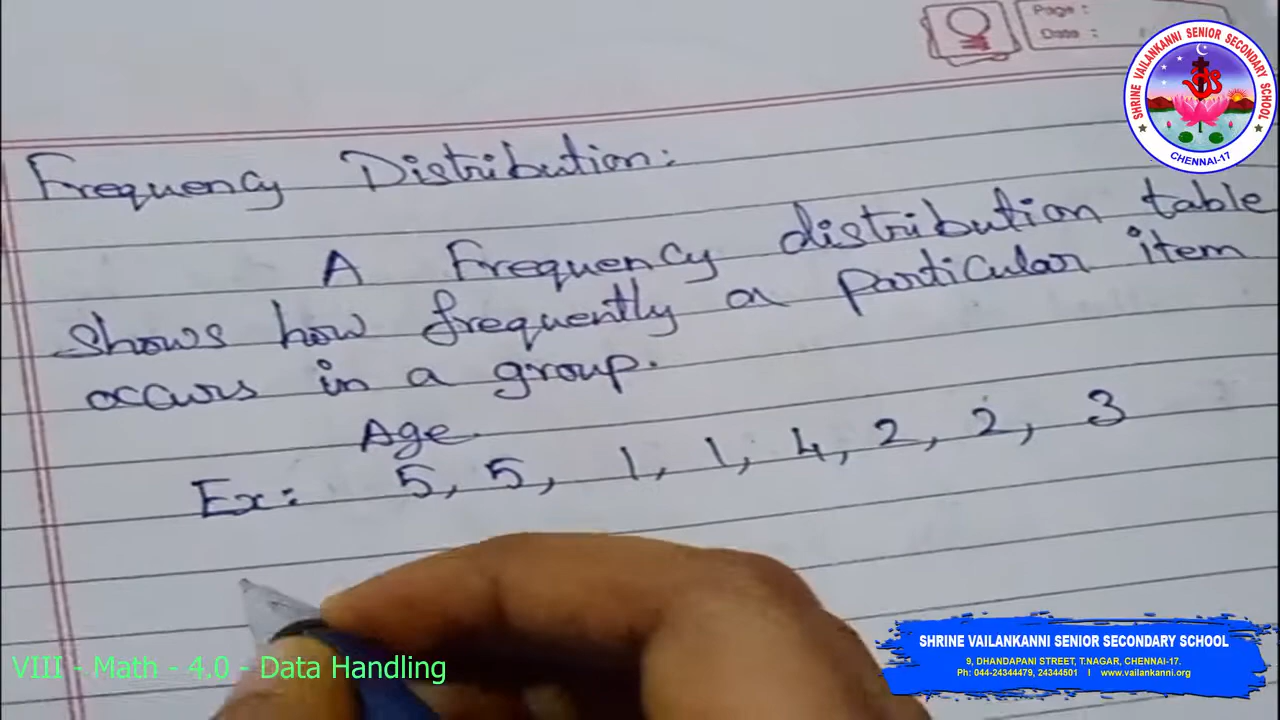 Page :
Date :
SHRINE VAILANKANNI SENIOR SECONDARY SCHOOL
CHENNAI-17
Frequency Distribution:
A Frequency distribution table
shows how frequently a particular item
occurs in a group.
Age
Ex: 5, 5, 1, 1, 4, 2, 2, 3
SHRINE VAILANKANNI SENIOR SECONDARY SCHOOL
9, DHANDAPANI STREET, T.NAGAR, CHENNAI-17.
Ph: 044-24344479, 24344501 I www.vailankanni.org
VIII - Math - 4.0 - Data Handling